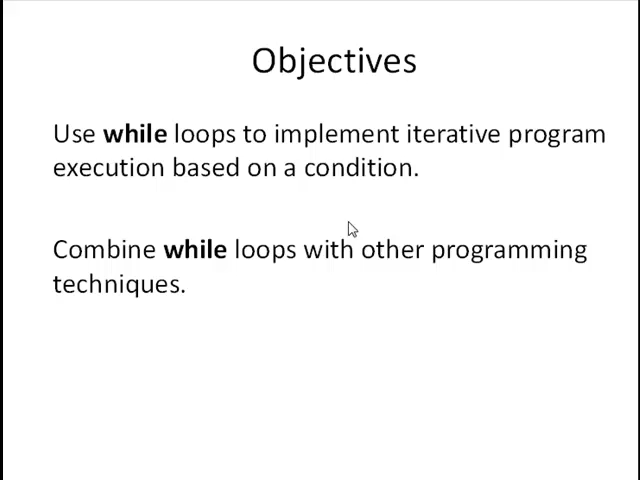 Objectives
Use while loops to implement iterative program
execution based on a condition.
Combine while loops with other programming
techniques.